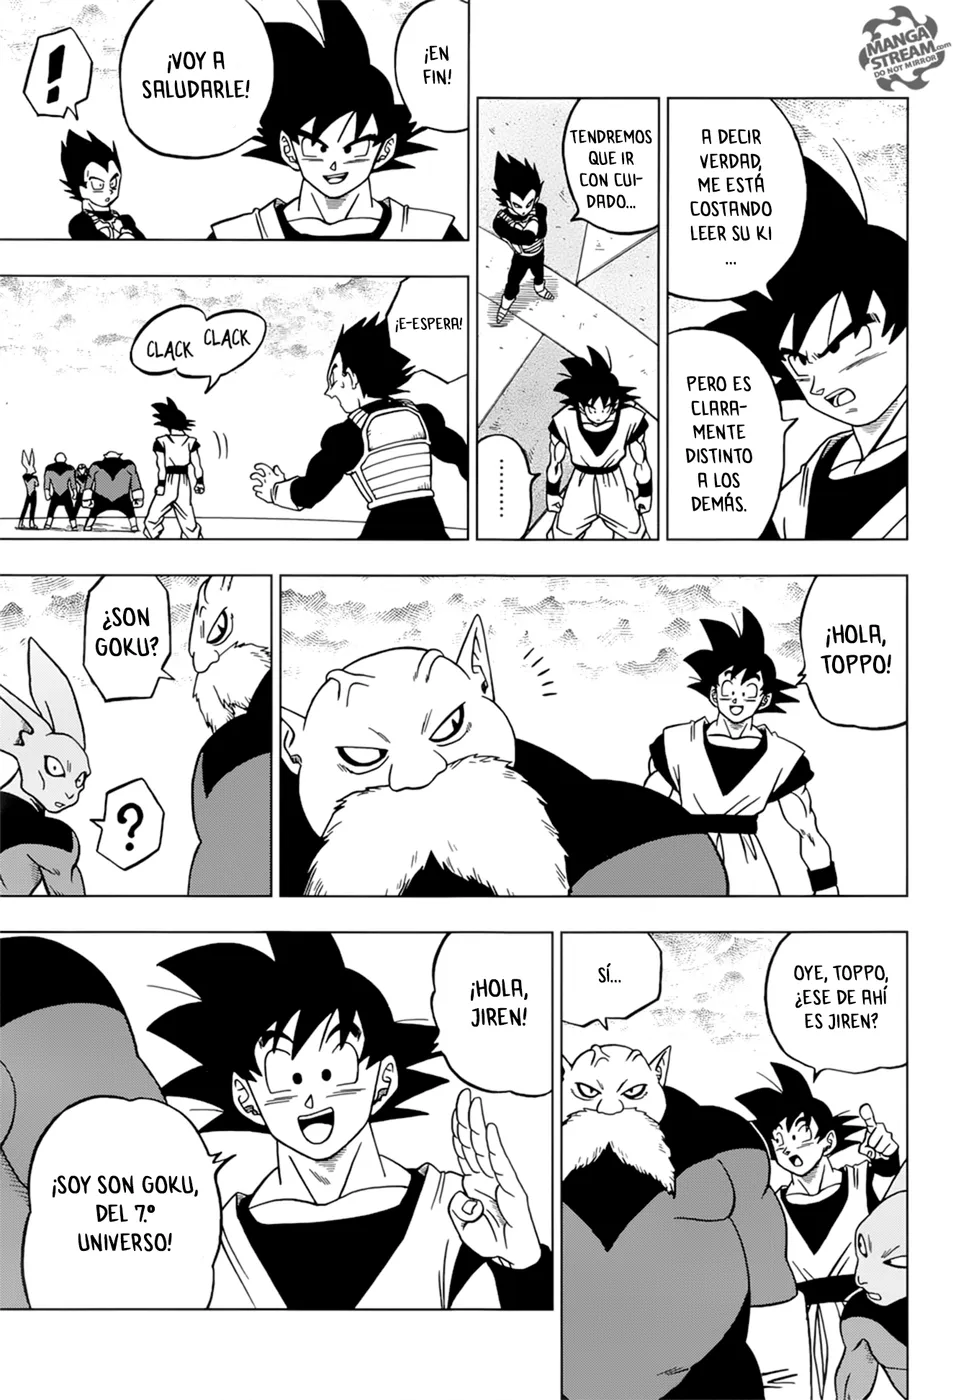 MANGA
STREAM.com
DO NOT MIRROR
A DECIR
VERDAD,
ME ESTÁ
COSTANDO
LEER SU KI
...
PERO ES
CLARA-
MENTE
DISTINTO
A LOS
DEMÁS.
TENDREMOS
QUE IR
CON CUI-
DADO...
.........
¡EN
FIN!
¡VOY A
SALUDARLE!
!
¡E-ESPERA!
CLACK CLACK
¡HOLA,
TOPPO!
¿SON
GOKU?
?
OYE, TOPPO,
¿ESE DE AHÍ
ES JIREN?
SÍ...
¡HOLA,
JIREN!
¡SOY SON GOKU,
DEL 7.º
UNIVERSO!